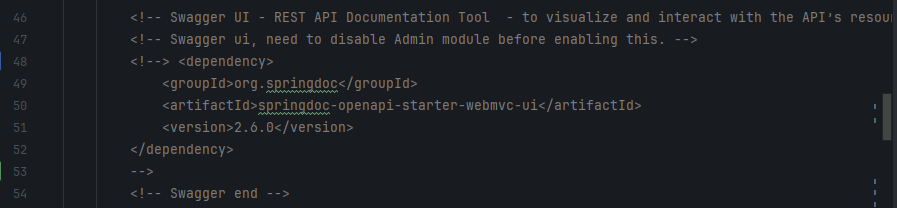 46 <!-- Swagger UI - REST API Documentation Tool  - to visualize and interact with the API's
47 <!-- Swagger ui, need to disable Admin module before enabling this. -->
48 <!--> <dependency>
49 <groupId>org.springdoc</groupId>
50 <artifactId>springdoc-openapi-starter-webmvc-ui</artifactId>
51 <version>2.6.0</version>
52 </dependency>
53 -->
54 <!-- Swagger end -->